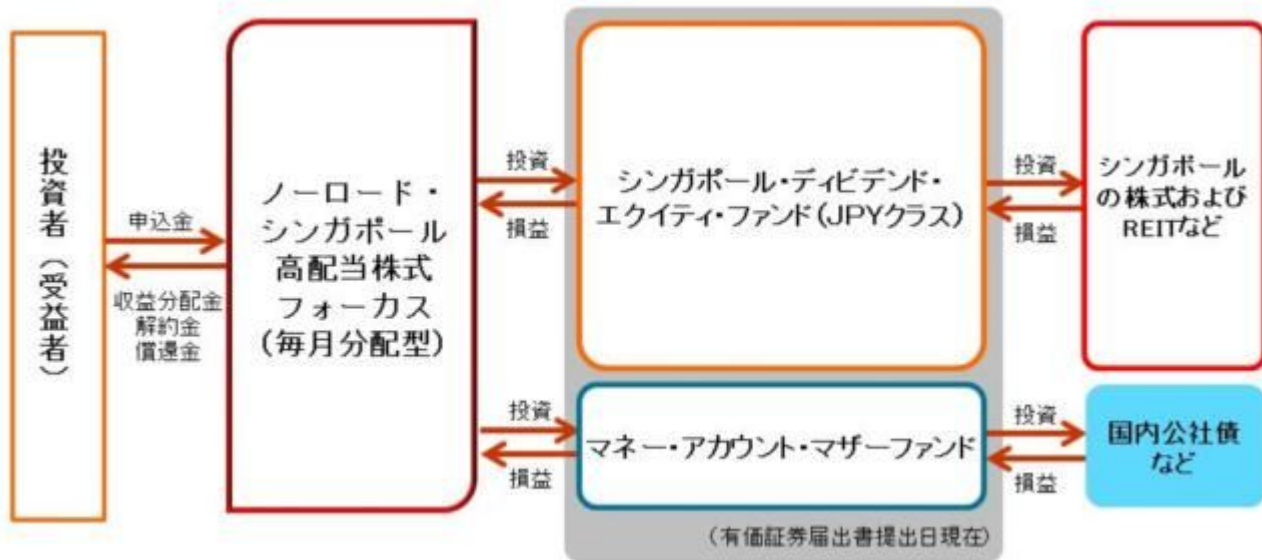 投資者（受益者）
申込金
収益分配金
解約金
償還金
ノーロード・
シンガポール
高配当株式
フォーカス
(毎月分配型)
投資
損益
シンガポール・ディビデンド・
エクイティ・ファンド(JPYクラス)
投資
損益
シンガポール
の株式および
REITなど
投資
損益
マネー・アカウント・マザーファンド
投資
損益
国内公社債
など
(有価証券届出書提出日現在)